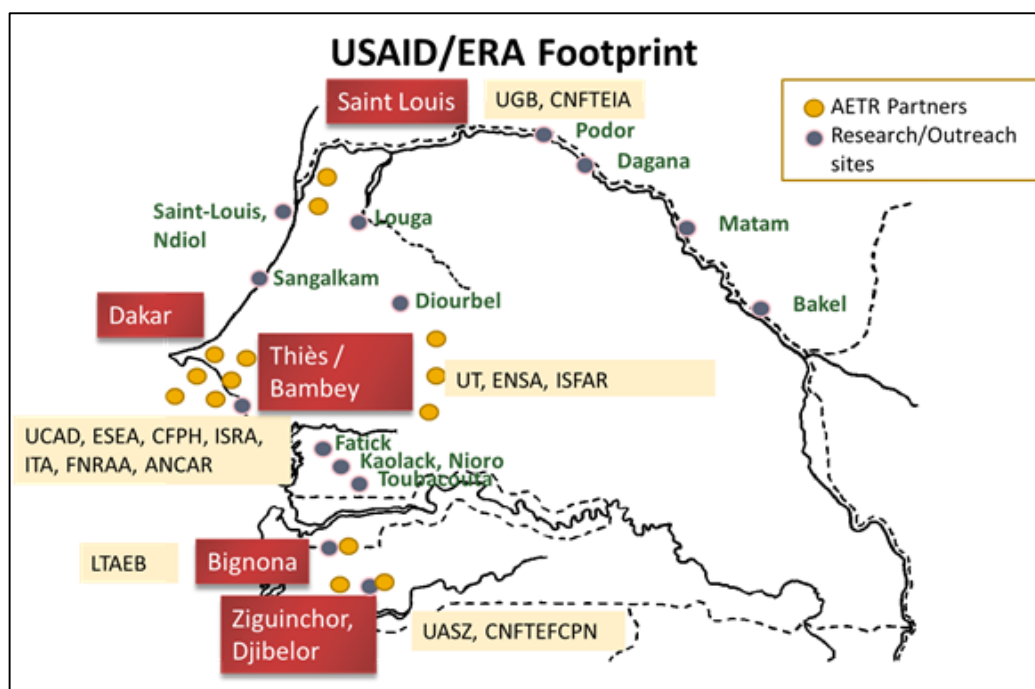 USAID/ERA Footprint
Saint Louis
UGB, CNFTEIA
AETR Partners
Research/Outreach
sites
Podor
Dagana
Saint-Louis,
Ndiol
Louga
Matam
Sangalkam
Diourbel
Bakel
Dakar
Thiès /
Bambey
UT, ENSA, ISFAR
UCAD, ESEA, CFPH, ISRA,
ITA, FNRAA, ANCAR
Fatick
Kaolack, Nioro
Toubacouta
LTAEB
Bignona
Ziguinchor,
Djibelor
UASZ, CNFTEFCPN